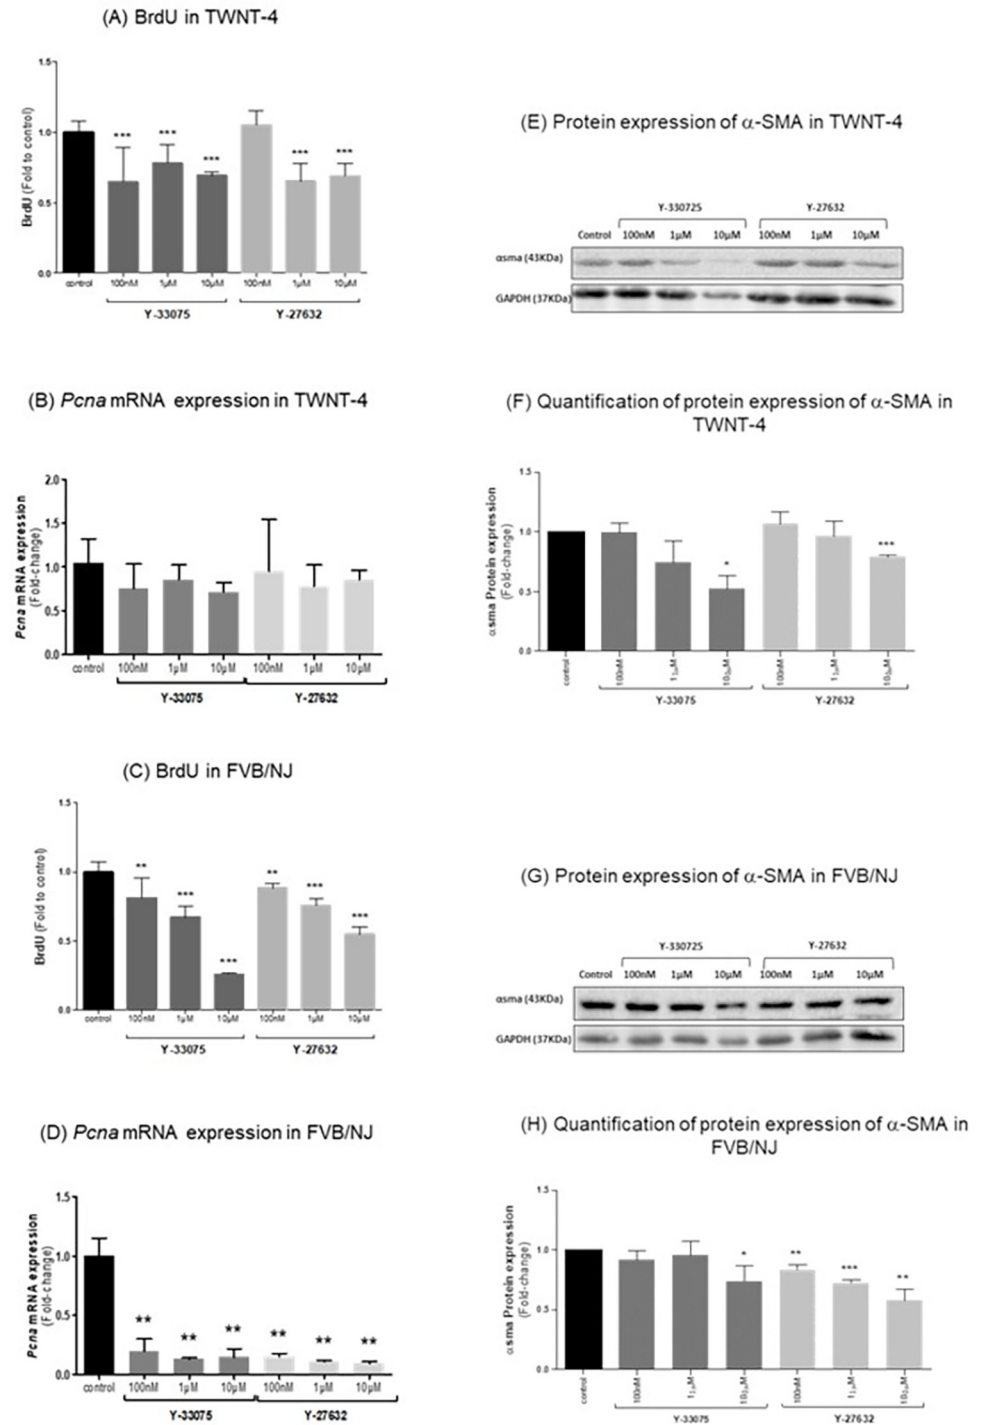 (A) BrdU in TWNT-4
BrdU (Fold to control)
1.5
1.0
0.5
0.0
***
***
***
***
***
control
100nM
1µM
10µM
100nM
1µM
10µM
Y-33075
Y-27632
(B) Pcna mRNA expression in TWNT-4
Pcna mRNA expression
(Fold-change)
2.0
1.5
1.0
0.5
0.0
control
100nM
1µM
10µM
100nM
1µM
10µM
Y-33075
Y-27632
(C) BrdU in FVB/NJ
BrdU (Fold to control)
1.5
1.0
0.5
0.0
**
***
***
**
***
***
control
100nM
1µM
10µM
100nM
1µM
10µM
Y-33075
Y-27632
(D) Pcna mRNA expression in FVB/NJ
Pcna mRNA expression
(Fold-change)
1.5
1.0
0.5
0.0
**
**
**
**
**
**
control
100nM
1µM
10µM
100nM
1µM
10µM
Y-33075
Y-27632
(E) Protein expression of α-SMA in TWNT-4
Y-330725
Y-27632
Control
100nM
1µM
10µM
100nM
1µM
10µM
αsma (43KDa)
GAPDH (37KDa)
(F) Quantification of protein expression of α-SMA in
TWNT-4
αsma Protein expression
(Fold-change)
1.5
1.0
0.5
0.0
*
***
control
100nM
100nM
Y-33075
Y-27632
(G) Protein expression of α-SMA in FVB/NJ
Y-330725
Y-27632
Control
100nM
1µM
10µM
100nM
1µM
10µM
αsma (43KDa)
GAPDH (37KDa)
(H) Quantification of protein expression of α-SMA in
FVB/NJ
αsma Protein expression
(Fold-change)
1.5
1.0
0.5
0.0
*
**
***
**
control
100nM
100nM
Y-33075
Y-27632